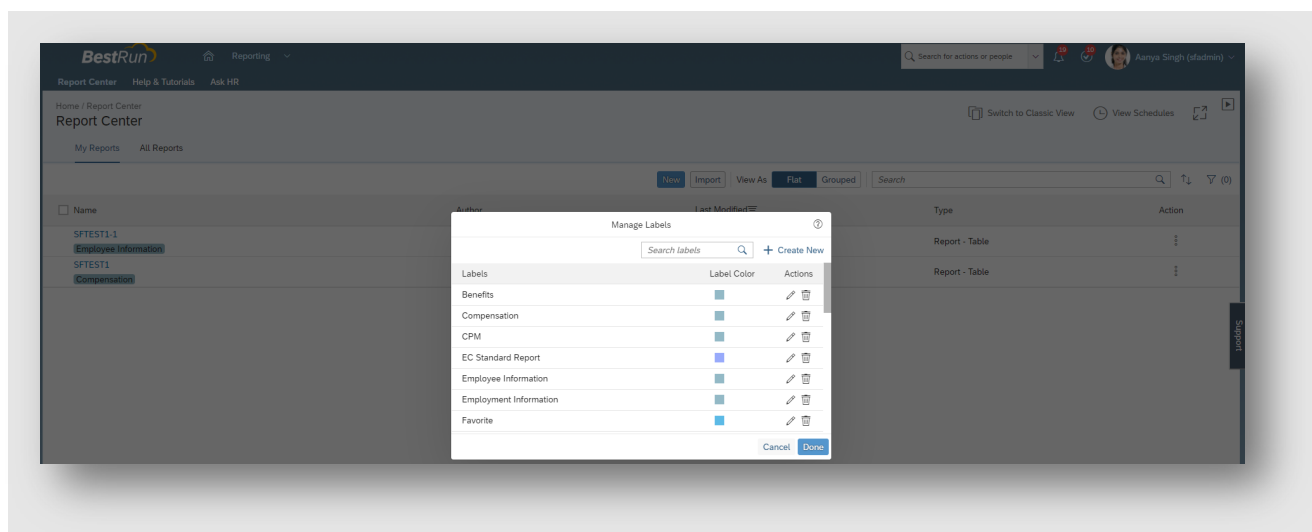 BestRun
Reporting
Search for actions or people
19
10
Aanya Singh (sfadmin)
Report Center Help & Tutorials Ask HR
Home / Report Center
Report Center
Switch to Classic View
View Schedules
My Reports All Reports
New Import View As Flat Grouped Search (0)
Name Author Last Modified Type Action
SFTEST1-1
Employee Information
Report - Table
SFTEST1
Compensation
Report - Table
Manage Labels
Search labels
Create New
Labels Label Color Actions
Benefits
Compensation
CPM
EC Standard Report
Employee Information
Employment Information
Favorite
Cancel Done
Support